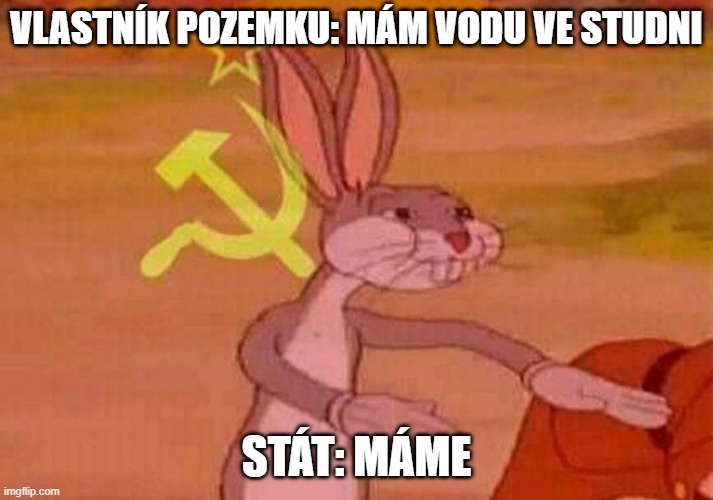 VLASTNÍK POZEMKU: MÁM VODU VE STUDNI
STÁT: MÁME
imgflip.com